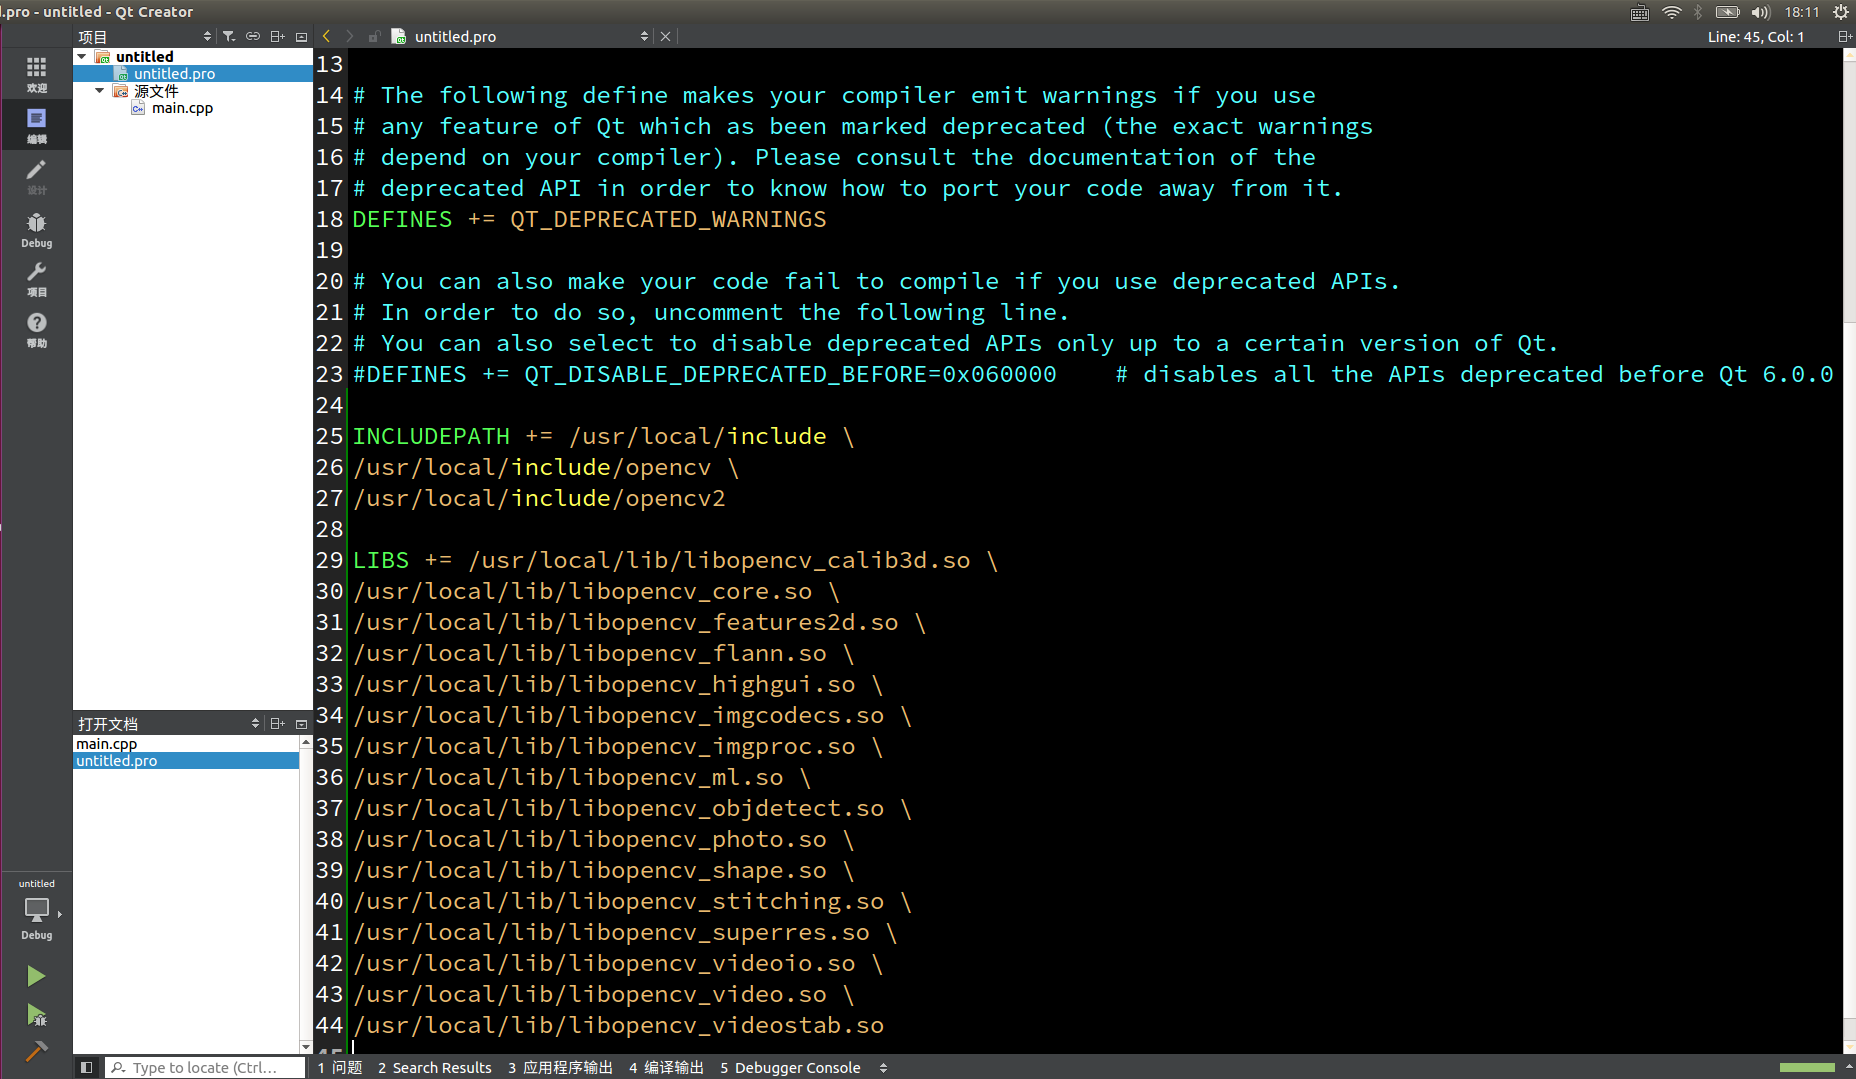 l.pro - untitled - Qt Creator
18:11
项目
untitled.pro
Line: 45, Col: 1
untitled
untitled.pro
源文件
main.cpp
欢迎
编辑
设计
Debug
项目
帮助
13
14 # The following define makes your compiler emit warnings if you use
15 # any feature of Qt which as been marked deprecated (the exact warnings
16 # depend on your compiler). Please consult the documentation of the
17 # deprecated API in order to know how to port your code away from it.
18 DEFINES += QT_DEPRECATED_WARNINGS
19
20 # You can also make your code fail to compile if you use deprecated APIs.
21 # In order to do so, uncomment the following line.
22 # You can also select to disable deprecated APIs only up to a certain version of Qt.
23 #DEFINES += QT_DISABLE_DEPRECATED_BEFORE=0x060000    # disables all the APIs deprecated before Qt 6.0.0
24
25 INCLUDEPATH += /usr/local/include \
26 /usr/local/include/opencv \
27 /usr/local/include/opencv2
28
29 LIBS += /usr/local/lib/libopencv_calib3d.so \
30 /usr/local/lib/libopencv_core.so \
31 /usr/local/lib/libopencv_features2d.so \
32 /usr/local/lib/libopencv_flann.so \
33 /usr/local/lib/libopencv_highgui.so \
34 /usr/local/lib/libopencv_imgcodecs.so \
35 /usr/local/lib/libopencv_imgproc.so \
36 /usr/local/lib/libopencv_ml.so \
37 /usr/local/lib/libopencv_objdetect.so \
38 /usr/local/lib/libopencv_photo.so \
39 /usr/local/lib/libopencv_shape.so \
40 /usr/local/lib/libopencv_stitching.so \
41 /usr/local/lib/libopencv_superres.so \
42 /usr/local/lib/libopencv_videoio.so \
43 /usr/local/lib/libopencv_video.so \
44 /usr/local/lib/libopencv_videostab.so
45
打开文档
main.cpp
untitled.pro
untitled
Debug
Type to locate (Ctrl...
1 问题 2 Search Results 3 应用程序输出 4 编译输出 5 Debugger Console